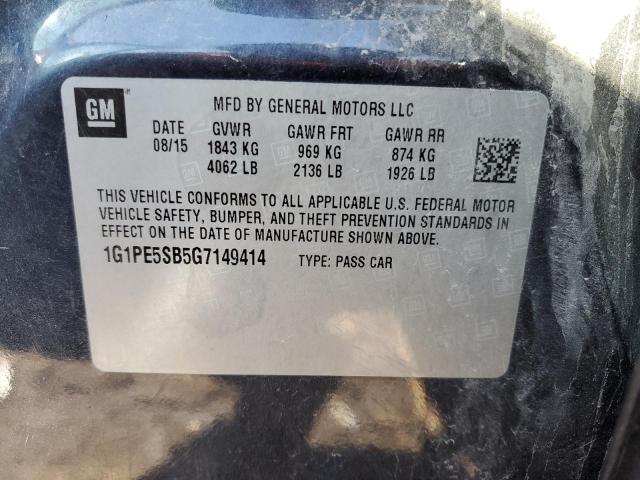 GM
MFD BY GENERAL MOTORS LLC
DATE GVWR GAWR FRT GAWR RR
08/15 1843 KG 969 KG 874 KG
4062 LB 2136 LB 1926 LB
THIS VEHICLE CONFORMS TO ALL APPLICABLE U.S. FEDERAL MOTOR
VEHICLE SAFETY, BUMPER, AND THEFT PREVENTION STANDARDS IN
EFFECT ON THE DATE OF MANUFACTURE SHOWN ABOVE.
1G1PE5SB5G7149414 TYPE: PASS CAR